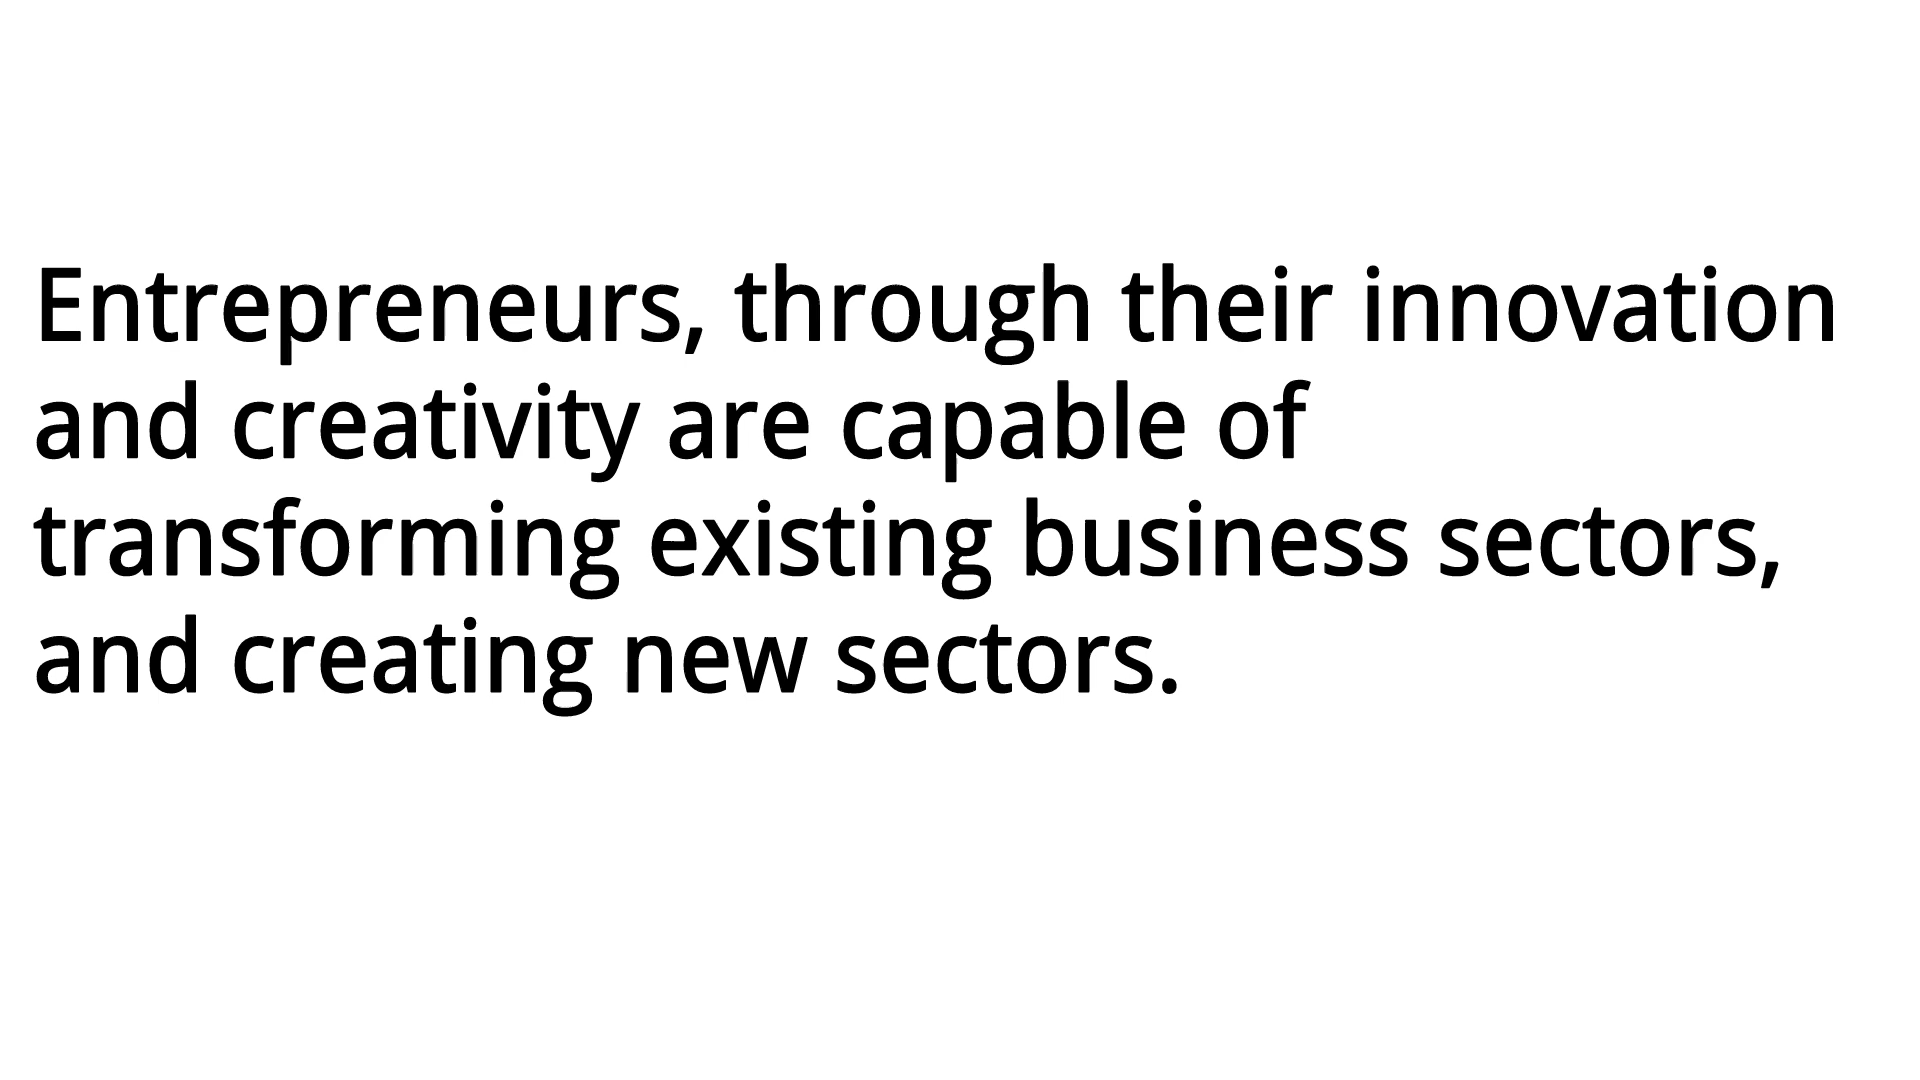 Entrepreneurs, through their innovation
and creativity are capable of
transforming existing business sectors,
and creating new sectors.